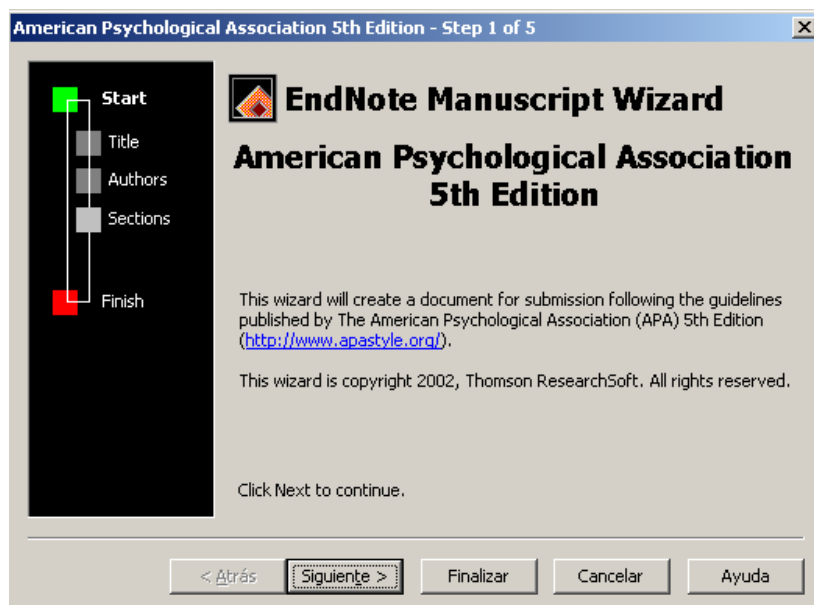 American Psychological Association 5th Edition - Step 1 of 5
Start
Title
Authors
Sections
Finish
EndNote Manuscript Wizard
American Psychological Association
5th Edition
This wizard will create a document for submission following the guidelines
published by The American Psychological Association (APA) 5th Edition
(http://www.apastyle.org/).
This wizard is copyright 2002, Thomson ResearchSoft. All rights reserved.
Click Next to continue.
< Atrás
Siguiente >
Finalizar
Cancelar
Ayuda